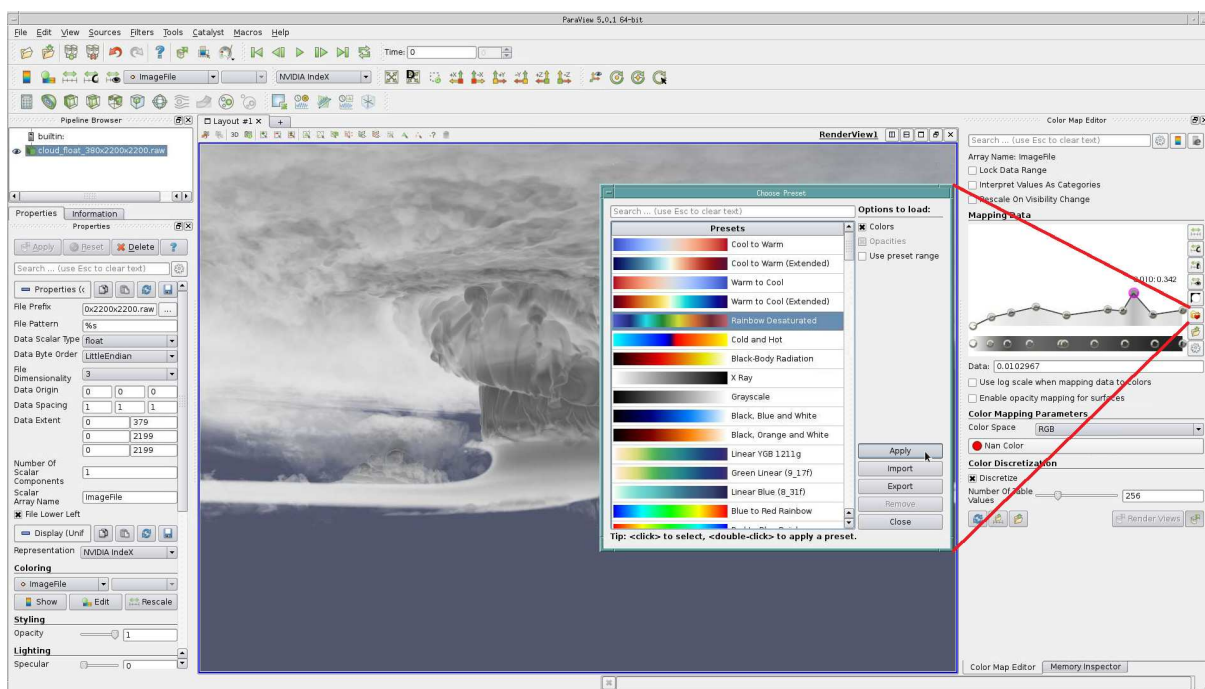 ParaView 5.0.1 64-bit
File Edit View Sources Filters Tools Catalyst Macros Help
Time: 0 0
ImageFile NVIDIA IndeX
Pipeline Browser
builtin:
cloud_float_380x2200x2200.raw
Properties Information
Properties
Apply Reset Delete ?
Search ... (use Esc to clear text)
Properties (c
File Prefix 0x2200x2200.raw ...
File Pattern %s
Data Scalar Type float
Data Byte Order LittleEndian
File
Dimensionality 3
Data Origin 0 0 0
Data Spacing 1 1 1
Data Extent 0 379
0 2199
0 2199
Number Of
Scalar
Components 1
Scalar
Array Name ImageFile
File Lower Left
Display (Unif
Representation NVIDIA IndeX
Coloring
ImageFile
Show Edit Rescale
Styling
Opacity 1
Lighting
Specular 0
Layout #1 X +
3D
RenderView1
Choose Preset
Search ... (use Esc to clear text)
Presets
Cool to Warm
Cool to Warm (Extended)
Warm to Cool
Warm to Cool (Extended)
Rainbow Desaturated
Cold and Hot
Black-Body Radiation
X Ray
Grayscale
Black, Blue and White
Black, Orange and White
Linear YGB 1211g
Green Linear (9_17f)
Linear Blue (8_31f)
Blue to Red Rainbow
Options to load:
Colors
Opacities
Use preset range
Apply
Import
Export
Remove
Close
Tip: <click> to select, <double-click> to apply a preset.
Color Map Editor
Search ... (use Esc to clear text)
Array Name: ImageFile
Lock Data Range
Interpret Values As Categories
Rescale On Visibility Change
Mapping Data
0.010: 0.342
Data: 0.0102967
Use log scale when mapping data to colors
Enable opacity mapping for surfaces
Color Mapping Parameters
Color Space RGB
Nan Color
Color Discretization
Discretize
Number Of Table
Values 256
Render Views
Color Map Editor Memory Inspector